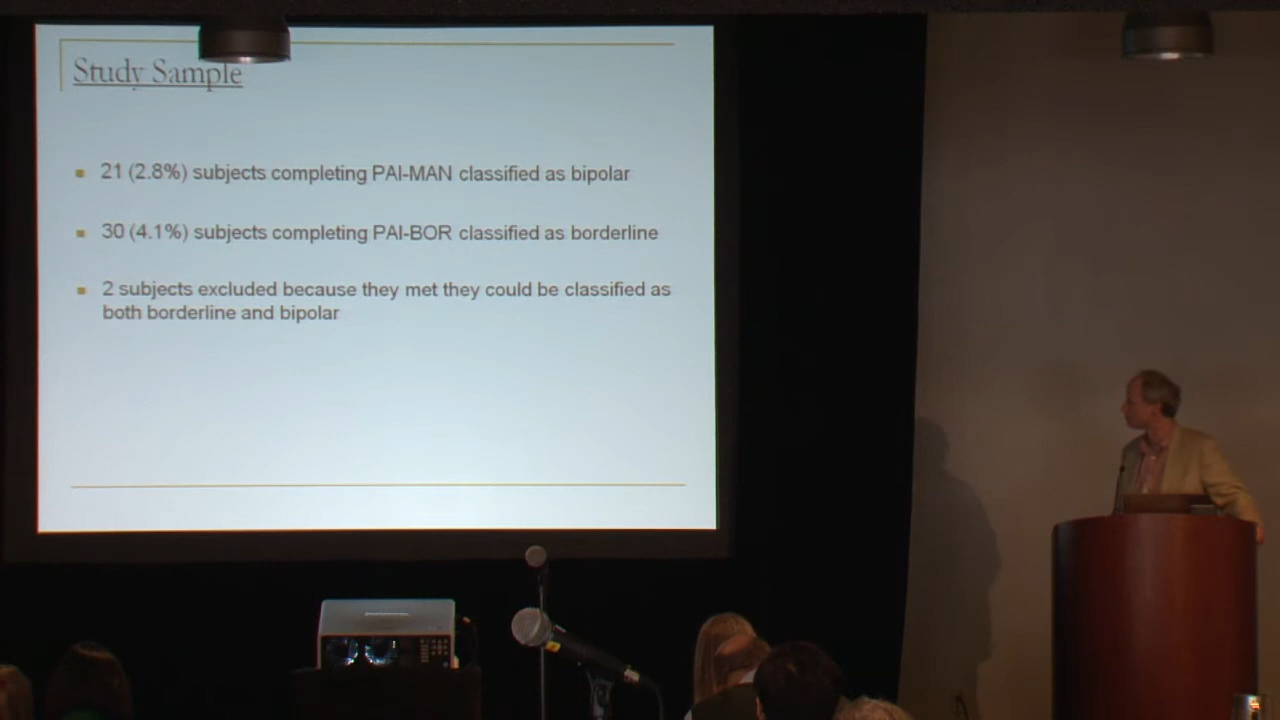 Study Sample
21 (2.8%) subjects completing PAI-MAN classified as bipolar
30 (4.1%) subjects completing PAI-BOR classified as borderline
2 subjects excluded because they met they could be classified as
both borderline and bipolar